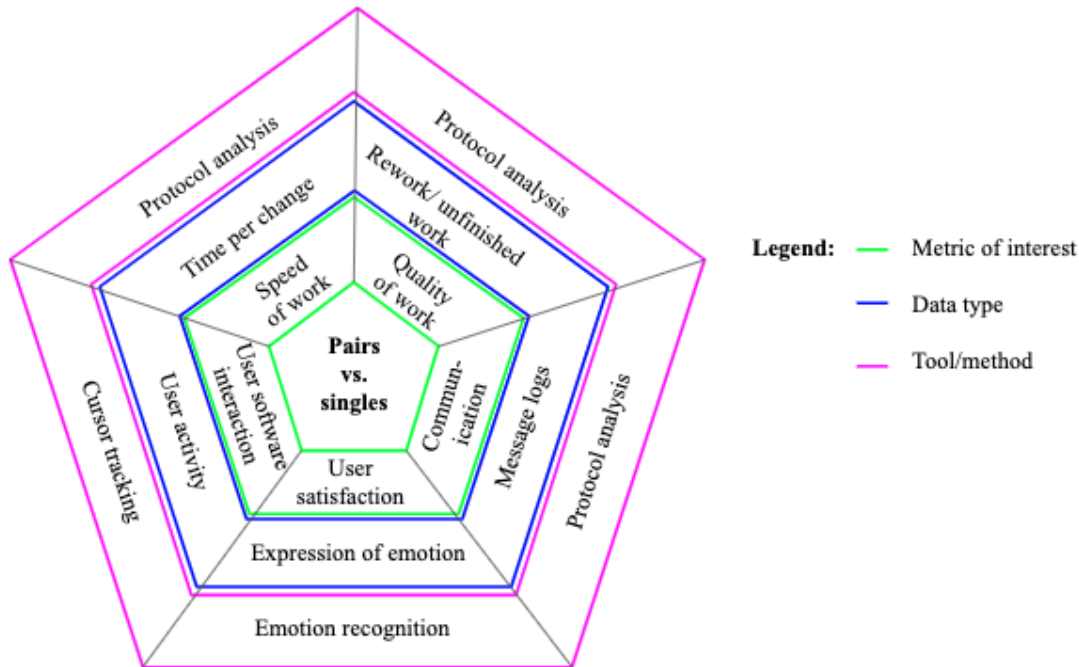 Protocol analysis
Protocol analysis
Time per change
Rework/ unfinished
work
Speed
of work
Quality
of work
Legend:
Metric of interest
Data type
Tool/method
Pairs
vs.
singles
Cursor tracking
User activity
User software
interaction
Commun-
ication
Message logs
Protocol analysis
User
satisfaction
Expression of emotion
Emotion recognition